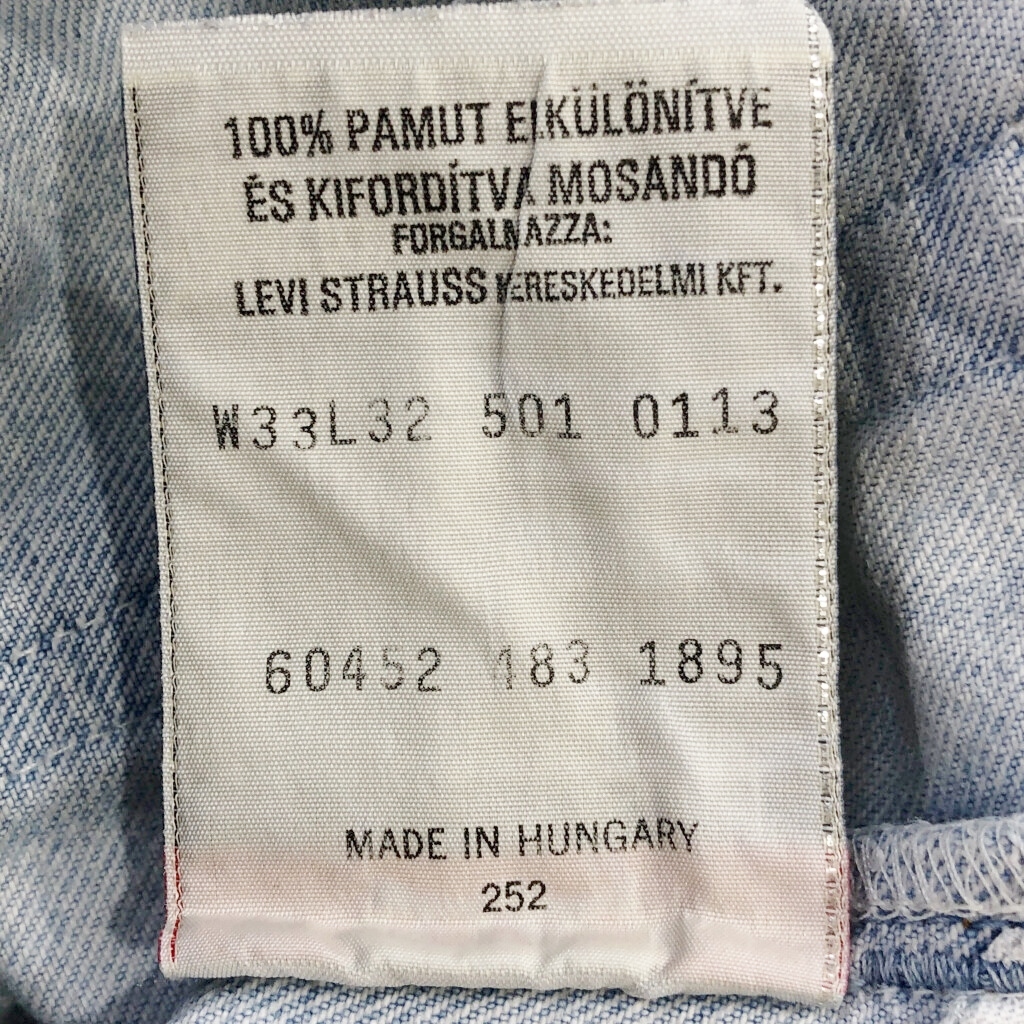 100% PAMUT ELKÜLÖNÍTVE
ÉS KIFORDÍTVA MOSANDÓ
FORGALMAZZA:
LEVI STRAUSS KERESKEDELMI KFT.
W33L32 501 0113
60452 183 1895
MADE IN HUNGARY
252